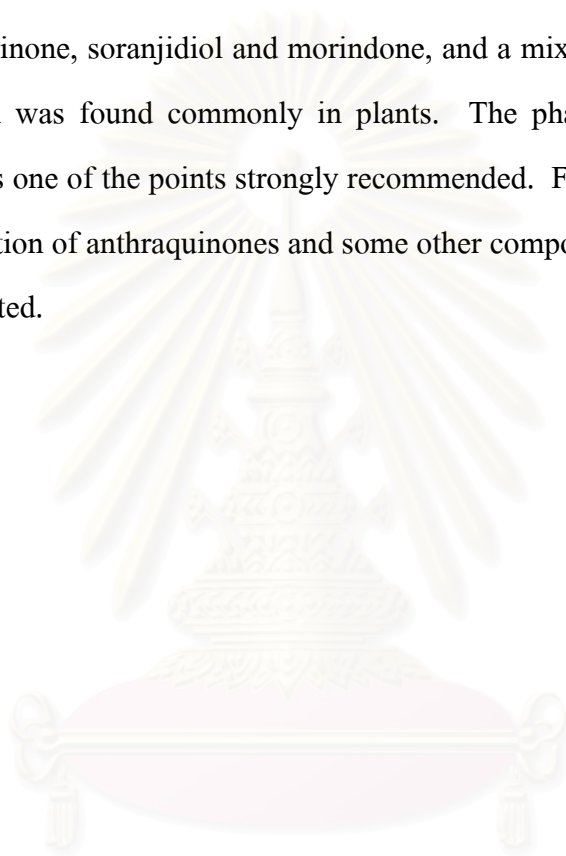 inone, soranjidiol and morindone, and a mix
was found commonly in plants. The pha
s one of the points strongly recommended. F
tion of anthraquinones and some other compo
ted.